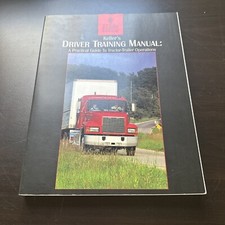 Keller's
DRIVER TRAINING MANUAL:
A Practical Guide To Tractor-Trailer Operations